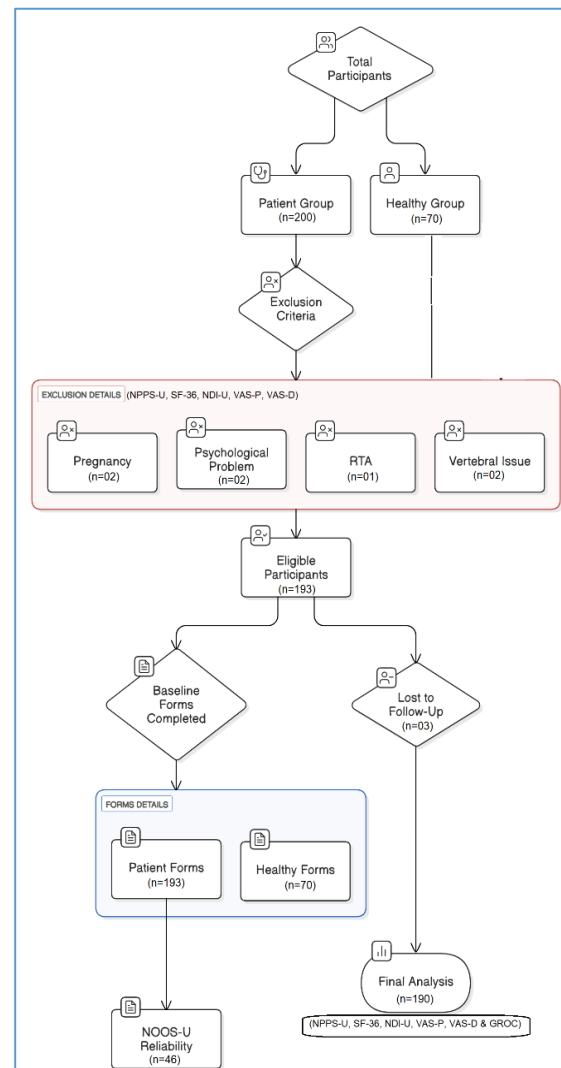 Total
Participants
Patient Group
(n=200)
Healthy Group
(n=70)
Exclusion
Criteria
EXCLUSION DETAILS (NPPS-U, SF-36, NDI-U, VAS-P, VAS-D)
Pregnancy
(n=02)
Psychological
Problem
(n=02)
RTA
(n=01)
Vertebral Issue
(n=02)
Eligible
Participants
(n=193)
Baseline
Forms
Completed
Lost to
Follow-Up
(n=03)
FORMS DETAILS
Patient Forms
(n=193)
Healthy Forms
(n=70)
Final Analysis
(n=190)
(NPPS-U, SF-36, NDI-U, VAS-P, VAS-D & GROC)
NOOS-U
Reliability
(n=46)